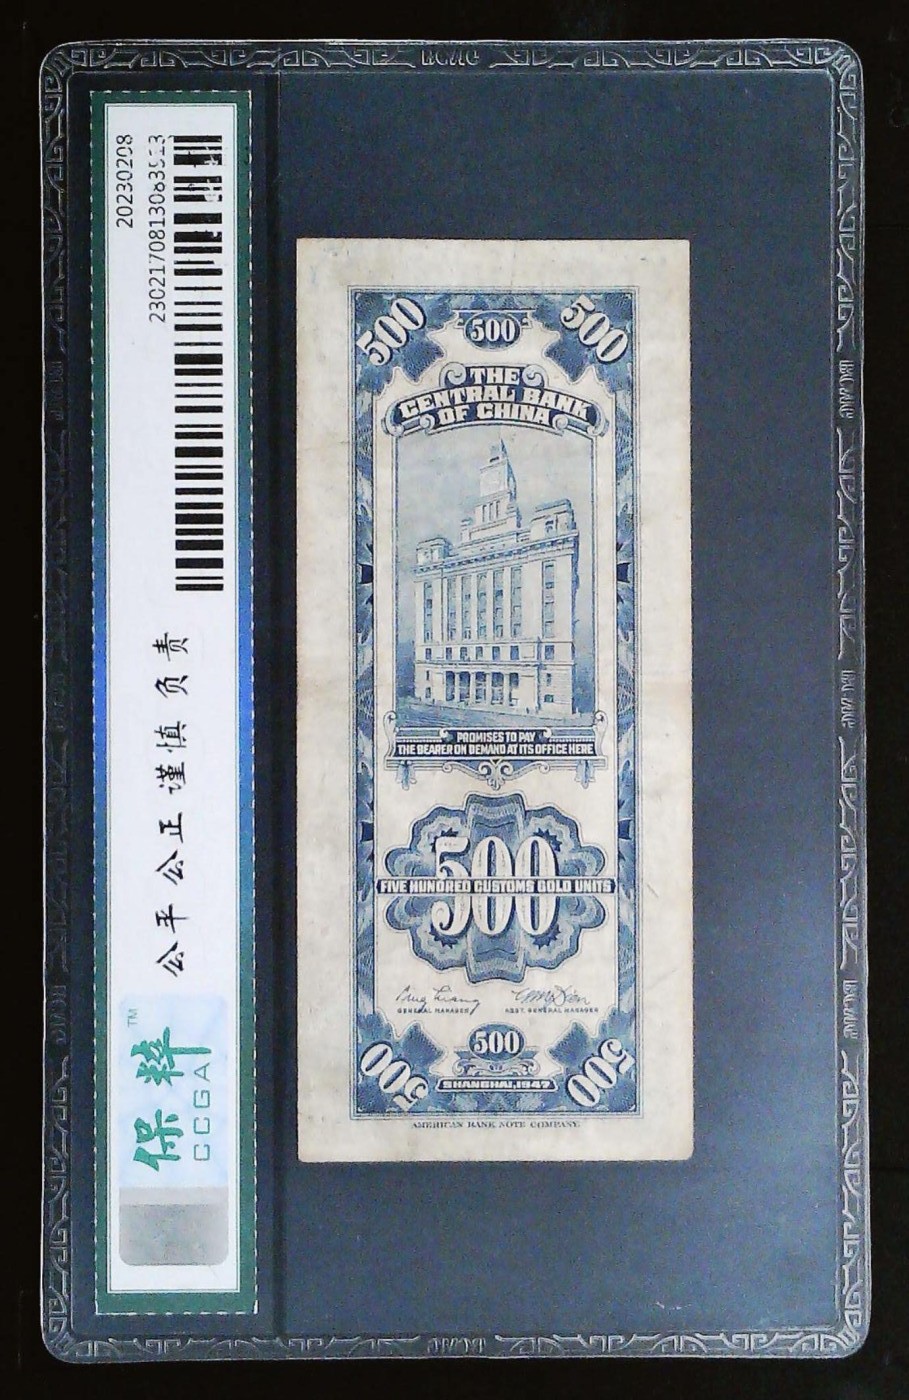 20230208
公平 公正 谨慎 负责
保粹
TM
CCGA
500
500
500
THE
CENTRAL BANK
OF CHINA
PROMISES TO PAY
THE BEARER ON DEMAND AT ITS OFFICE HERE
500
FIVE HUNDRED CUSTOMS GOLD UNITS
GENERAL MANAGER
ASST. GENERAL MANAGER
500
500
500
SHANGHAI, 1947
AMERICAN BANK NOTE COMPANY.